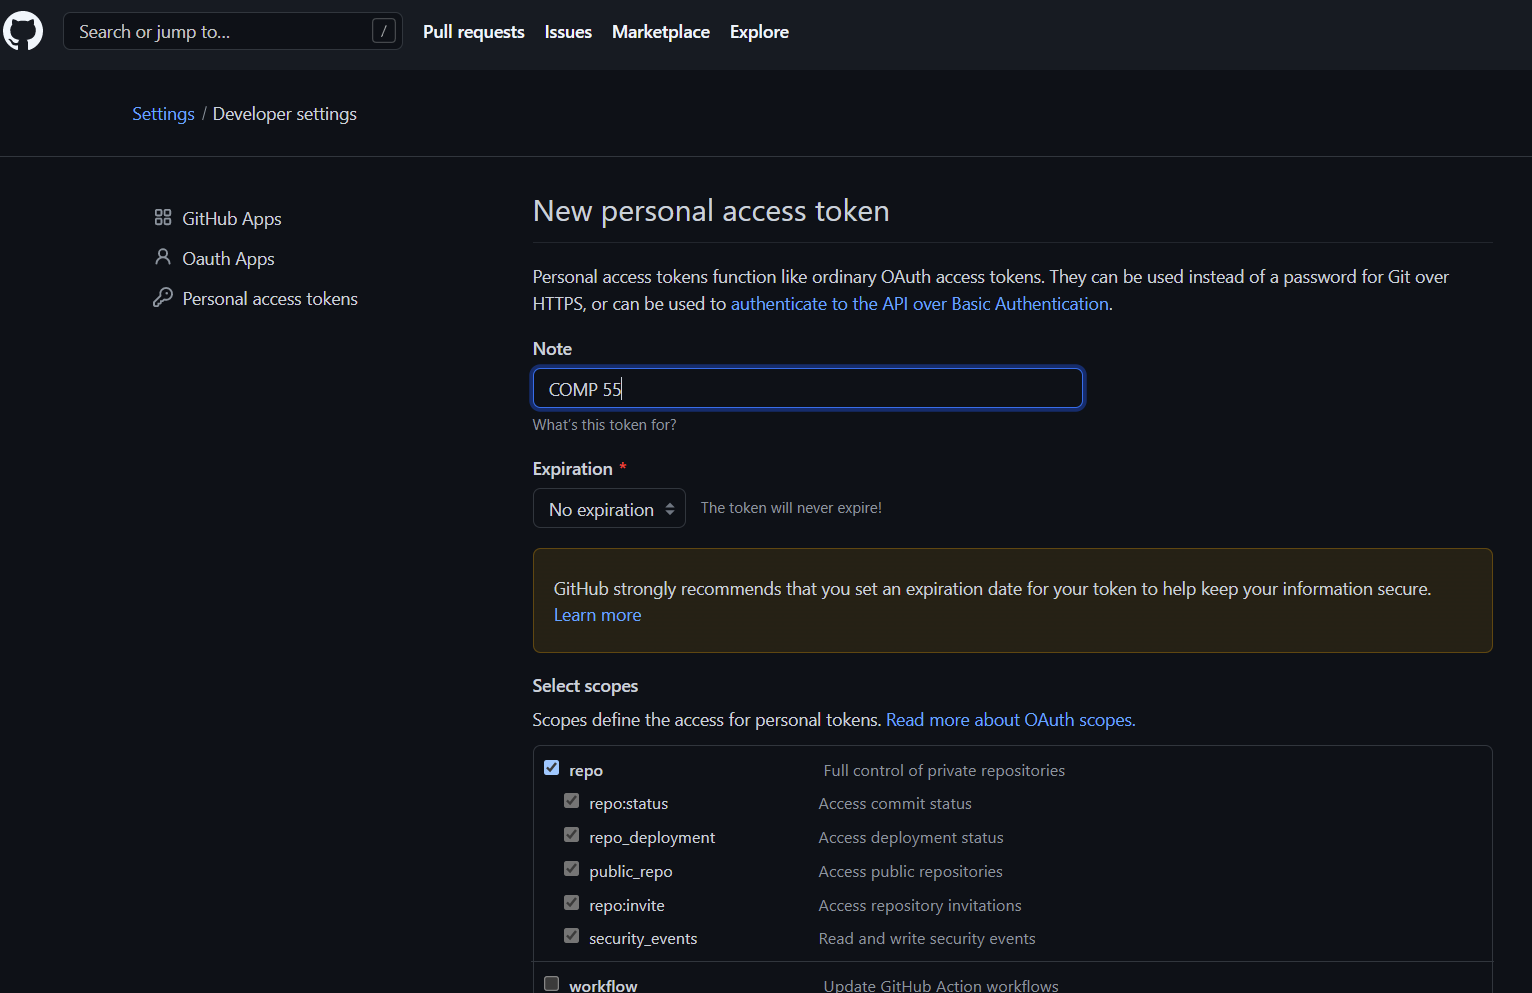 Search or jump to... /
Pull requests Issues Marketplace Explore
Settings / Developer settings
GitHub Apps
Oauth Apps
Personal access tokens
New personal access token
Personal access tokens function like ordinary OAuth access tokens. They can be used instead of a password for Git over
HTTPS, or can be used to authenticate to the API over Basic Authentication.
Note
COMP 55
What's this token for?
Expiration *
No expiration The token will never expire!
GitHub strongly recommends that you set an expiration date for your token to help keep your information secure.
Learn more
Select scopes
Scopes define the access for personal tokens. Read more about OAuth scopes.
repo Full control of private repositories
repo:status Access commit status
repo_deployment Access deployment status
public_repo Access public repositories
repo:invite Access repository invitations
security_events Read and write security events
workflow Update GitHub Action workflows